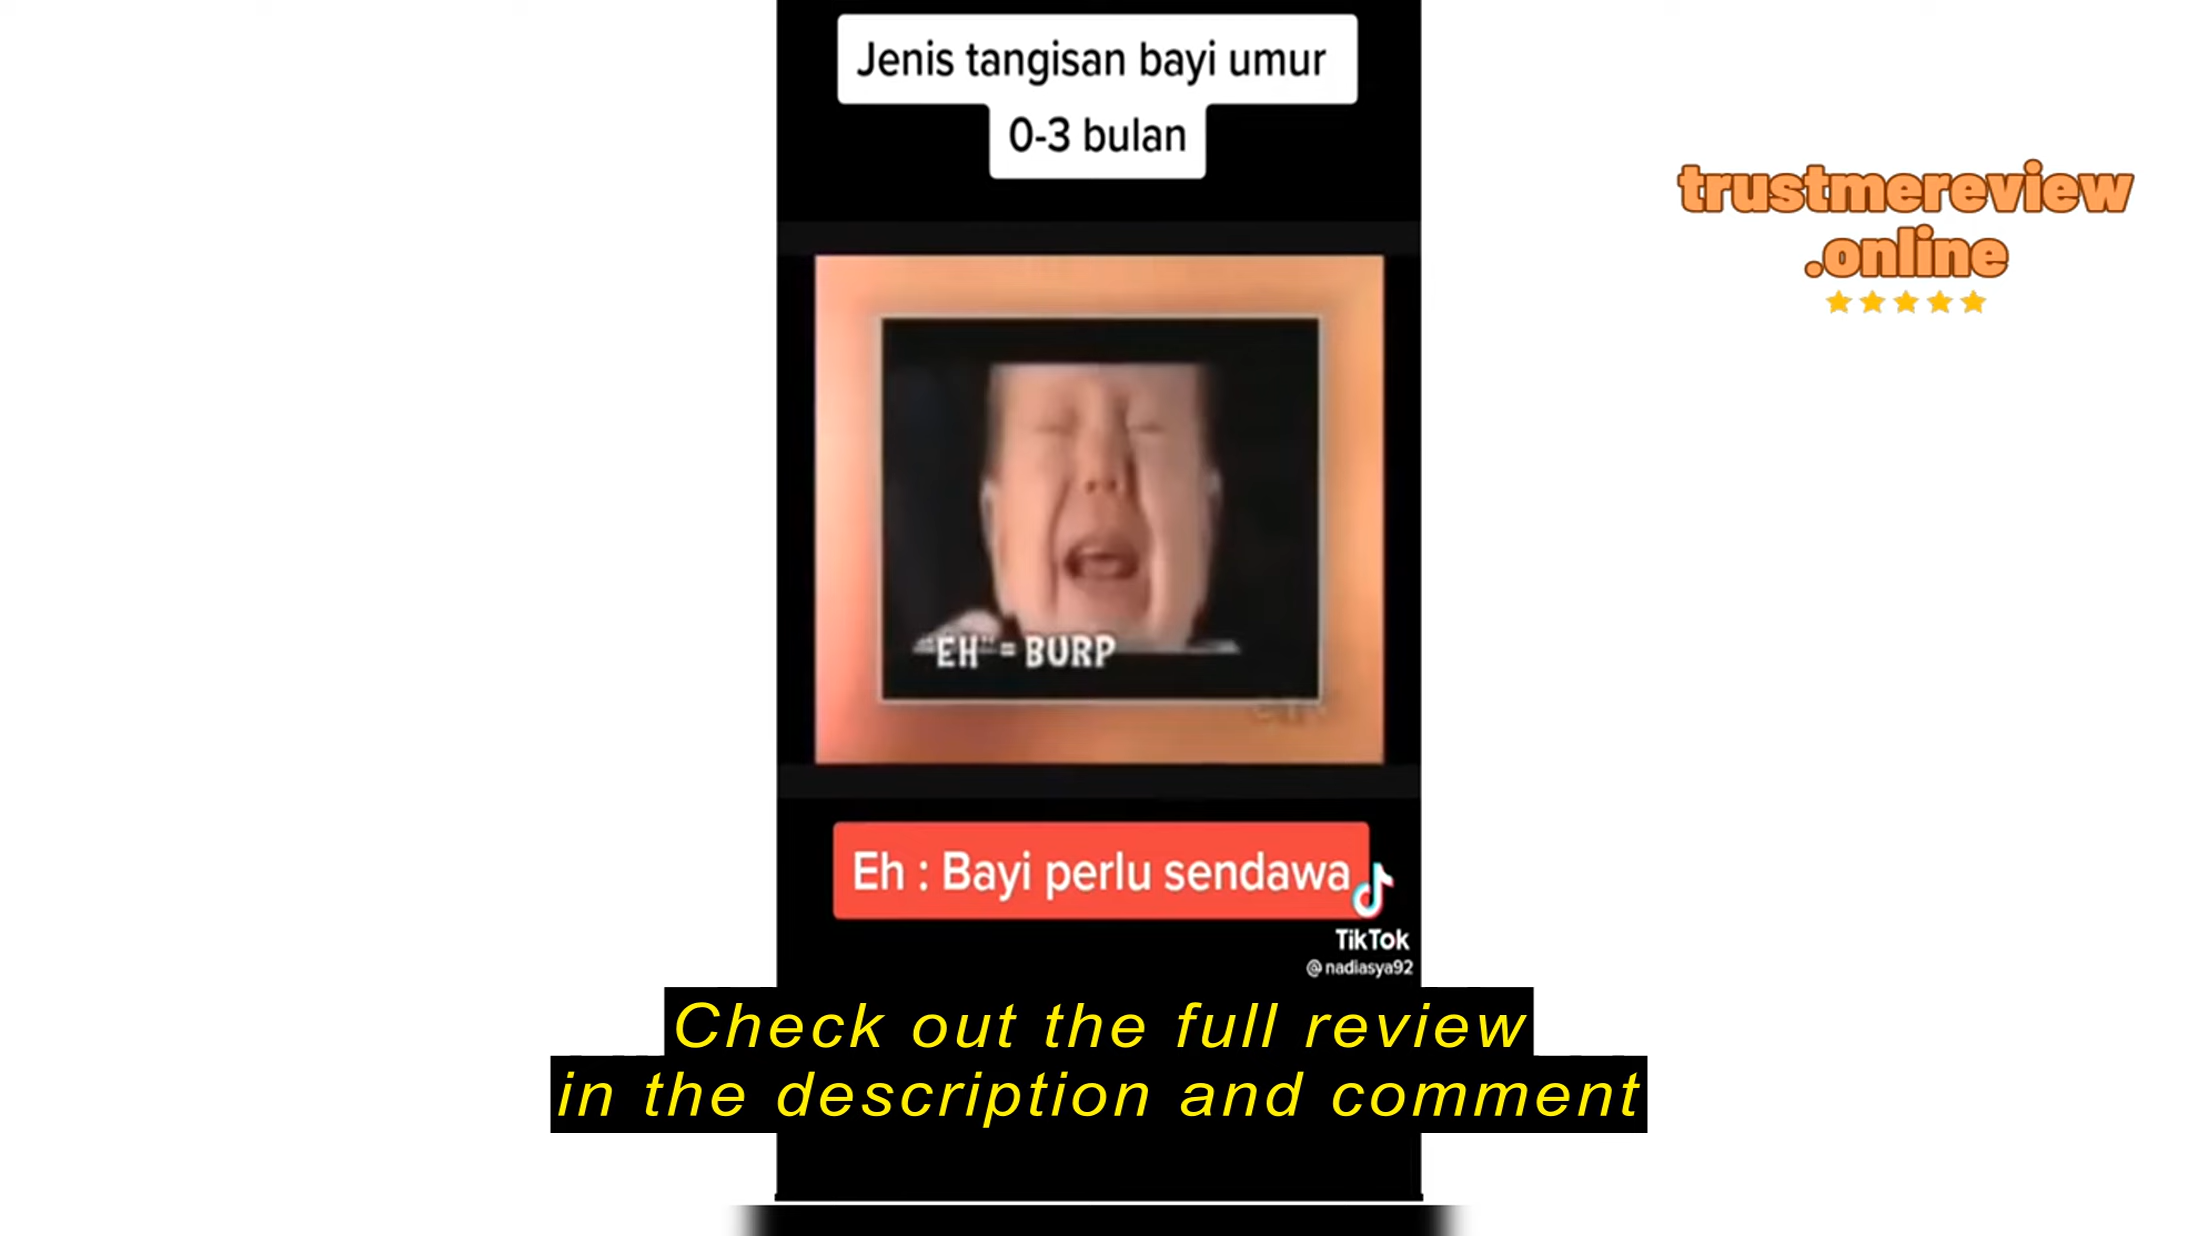 Jenis tangisan bayi umur
0-3 bulan
trustmereview
.online
"EH" = BURP
Eh : Bayi perlu sendawa
TikTok
@nadiasya92
Check out the full review
in the description and comment